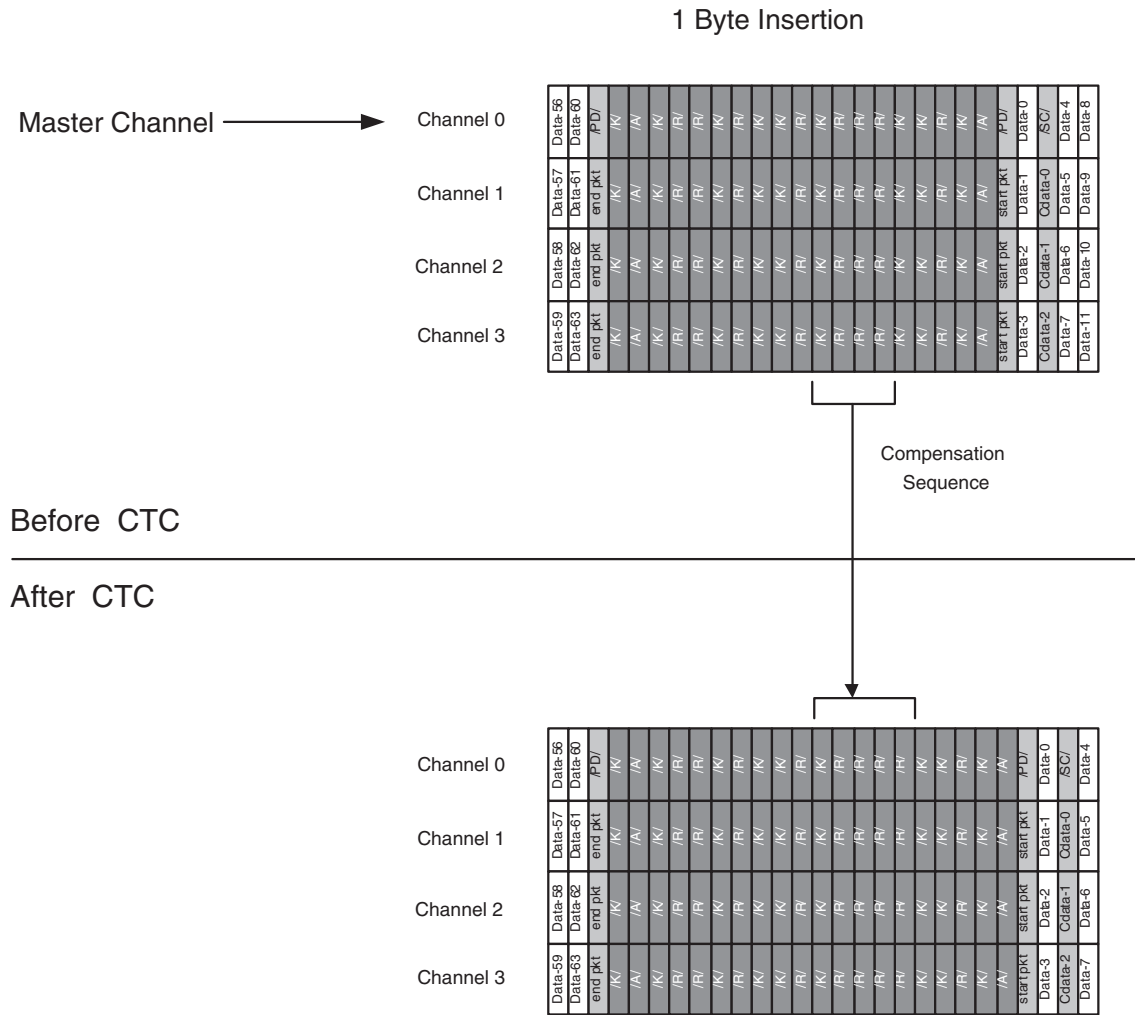 1 Byte Insertion
Master Channel
Channel 0
Data-56 Data-60 /PD/ /K/ /A/ /K/ /R/ /R/ /K/ /R/ /K/ /K/ /R/ /K/ /R/ /R/ /R/ /K/ /K/ /R/ /K/ /A/ /PD/ Data-0 /SC/ Data-4 Data-8
Channel 1
Data-57 Data-61 end pkt /K/ /A/ /K/ /R/ /R/ /K/ /R/ /K/ /K/ /R/ /K/ /R/ /R/ /R/ /K/ /K/ /R/ /K/ /A/ start pkt Data-1 Cdata-0 Data-5 Data-9
Channel 2
Data-58 Data-62 end pkt /K/ /A/ /K/ /R/ /R/ /K/ /R/ /K/ /K/ /R/ /K/ /R/ /R/ /R/ /K/ /K/ /R/ /K/ /A/ start pkt Data-2 Cdata-1 Data-6 Data-10
Channel 3
Data-59 Data-63 end pkt /K/ /A/ /K/ /R/ /R/ /K/ /R/ /K/ /K/ /R/ /K/ /R/ /R/ /R/ /K/ /K/ /R/ /K/ /A/ start pkt Data-3 Cdata-2 Data-7 Data-11
Compensation
Sequence
Before CTC
After CTC
Channel 0
Data-56 Data-60 /PD/ /K/ /A/ /K/ /R/ /R/ /K/ /R/ /K/ /K/ /R/ /K/ /R/ /R/ /R/ /R/ /K/ /K/ /R/ /K/ /A/ /PD/ Data-0 /SC/ Data-4
Channel 1
Data-57 Data-61 end pkt /K/ /A/ /K/ /R/ /R/ /K/ /R/ /K/ /K/ /R/ /K/ /R/ /R/ /R/ /R/ /K/ /K/ /R/ /K/ /A/ start pkt Data-1 Cdata-0 Data-5
Channel 2
Data-58 Data-62 end pkt /K/ /A/ /K/ /R/ /R/ /K/ /R/ /K/ /K/ /R/ /K/ /R/ /R/ /R/ /R/ /K/ /K/ /R/ /K/ /A/ start pkt Data-2 Cdata-1 Data-6
Channel 3
Data-59 Data-63 end pkt /K/ /A/ /K/ /R/ /R/ /K/ /R/ /K/ /K/ /R/ /K/ /R/ /R/ /R/ /R/ /K/ /K/ /R/ /K/ /A/ start pkt Data-3 Cdata-2 Data-7